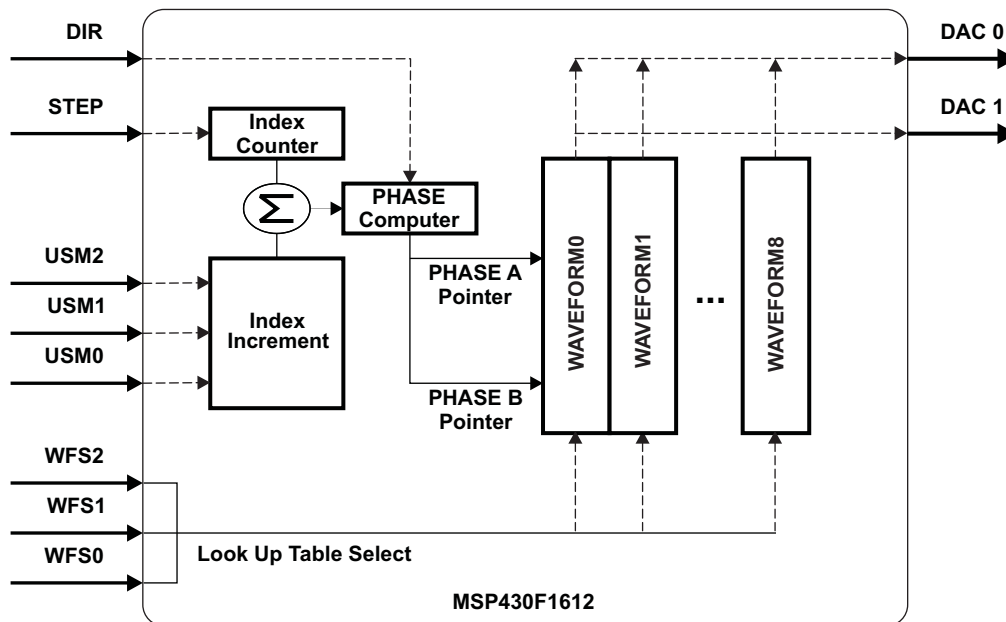 DIR
DAC 0
STEP
DAC 1
Index
Counter
Σ
PHASE
Computer
USM2
USM1
USM0
Index
Increment
PHASE A
Pointer
PHASE B
Pointer
WAVEFORM0
WAVEFORM1
...
WAVEFORM8
WFS2
WFS1
WFS0
Look Up Table Select
MSP430F1612